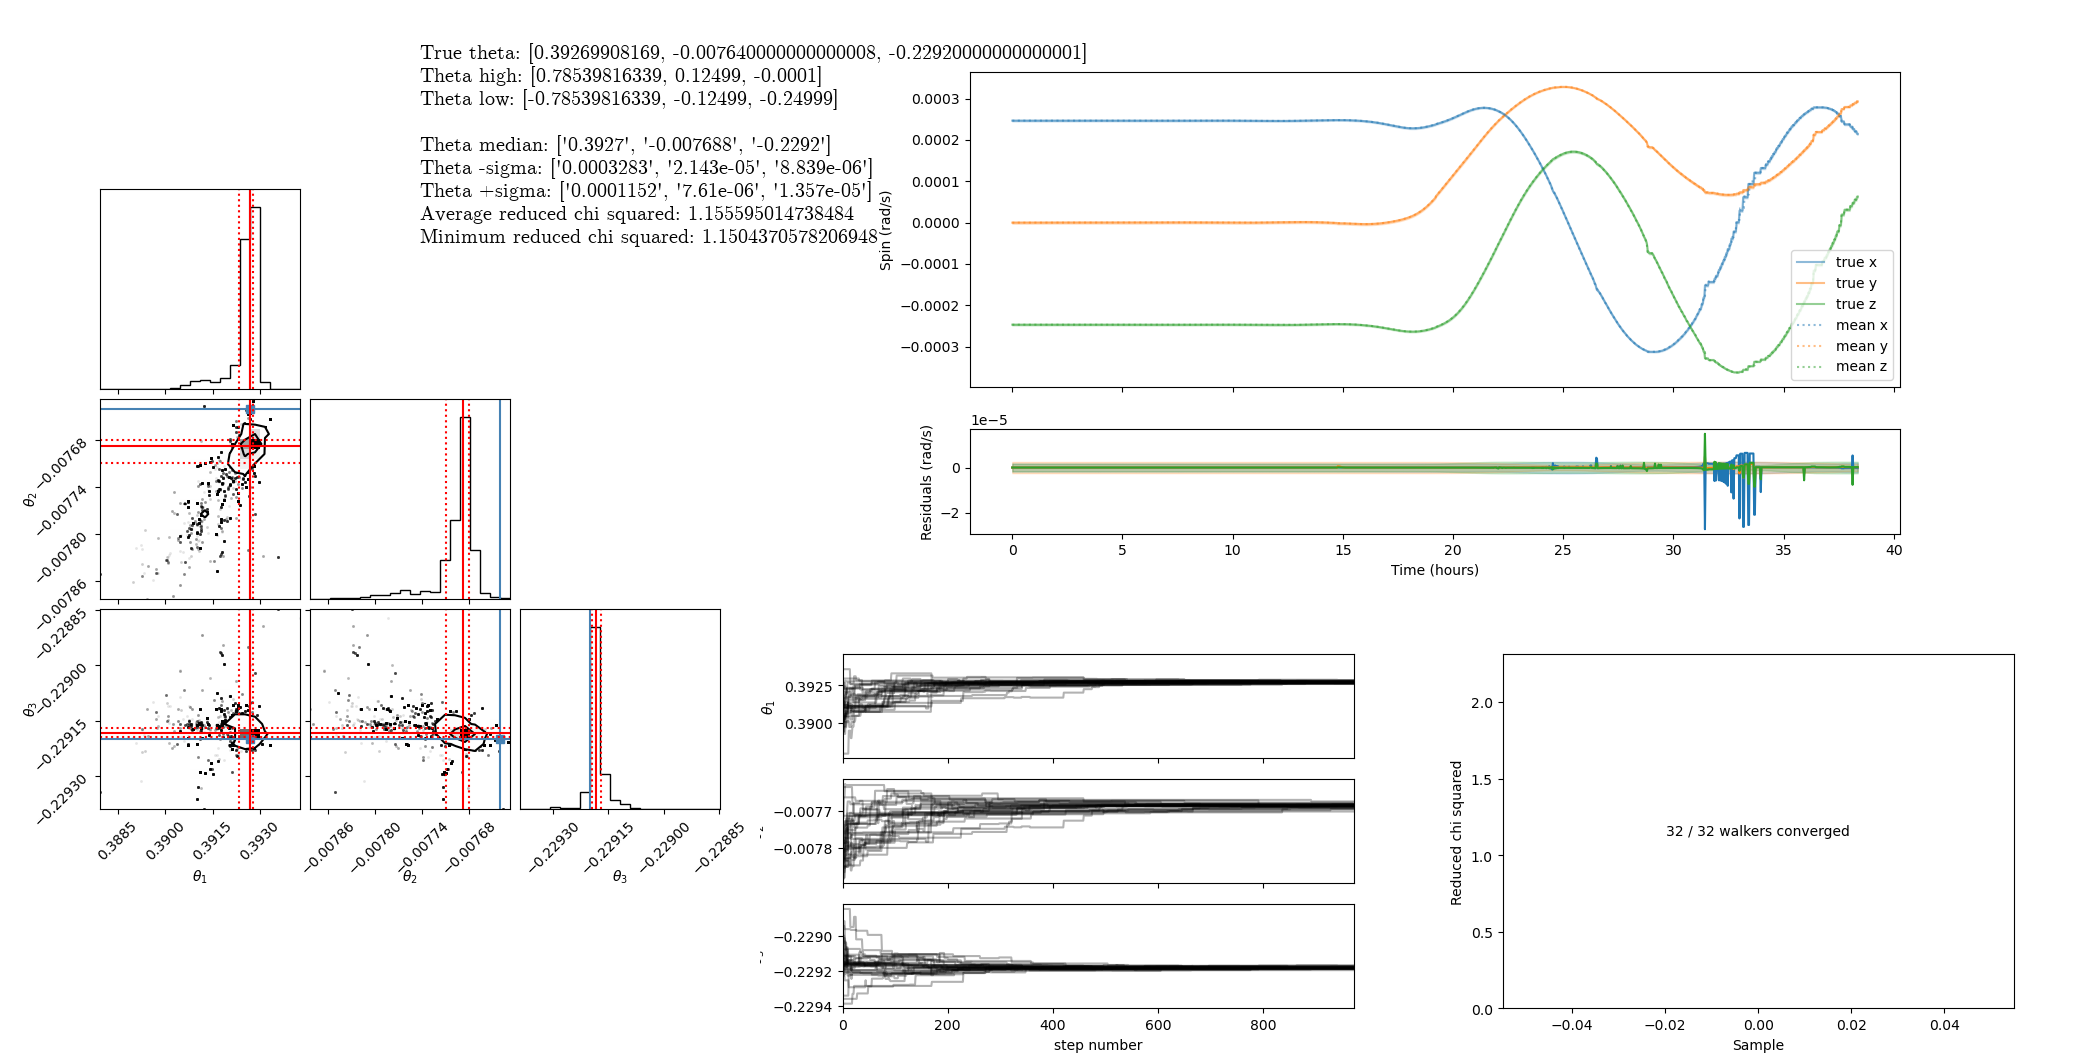 True theta: [0.39269908169, -0.007640000000000008, -0.22920000000000001]
Theta high: [0.78539816339, 0.12499, -0.0001]
Theta low: [-0.78539816339, -0.12499, -0.24999]
Theta median: ['0.3927', '-0.007688', '-0.2292']
Theta -sigma: ['0.0003283', '2.143e-05', '8.839e-06']
Theta +sigma: ['0.0001152', '7.61e-06', '1.357e-05']
Average reduced chi squared: 1.155595014738484
Minimum reduced chi squared: 1.1504370578206948
Spin (rad/s)
0.0003
0.0002
0.0001
0.0000
−0.0001
−0.0002
−0.0003
true x
true y
true z
mean x
mean y
mean z
1e−5
Residuals (rad/s)
0
−2
0 5 10 15 20 25 30 35 40
Time (hours)
θ2
−0.00768
−0.00774
−0.00780
−0.00786
θ3
−0.22885
−0.22900
−0.22915
−0.22930
0.3885 0.3900 0.3915 0.3930
θ1
−0.00786 −0.00780 −0.00774 −0.00768
θ2
−0.22930 −0.22915 −0.22900 −0.22885
θ3
θ1
0.3925
0.3900
−0.0077
−0.0078
−0.2290
−0.2292
−0.2294
0 200 400 600 800
step number
Reduced chi squared
2.0
1.5
1.0
0.5
0.0
32 / 32 walkers converged
−0.04 −0.02 0.00 0.02 0.04
Sample